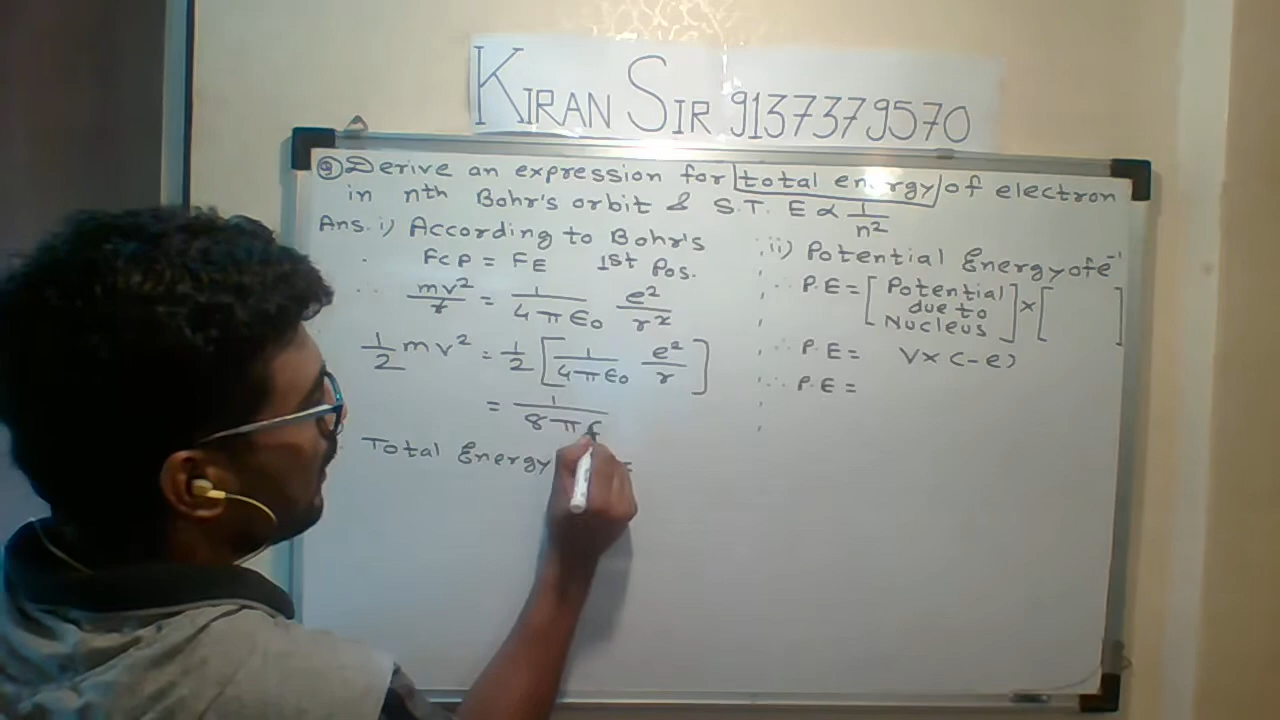 KIRAN SIR 9137379570
Q Derive an expression for total energy of electron
in nth Bohr's orbit & S.T. E ∝ 1/n²
Ans. i) According to Bohr's
FCP = FE 1st Pos.
∴ mv²/r = 1/4πε₀ e²/r²
1/2 mv² = 1/2 [1/4πε₀ e²/r]
= 1/8πε
Total Energy =
ii) Potential Energy of e⁻¹
∴ P.E = [Potential due to Nucleus] × [ ]
∴ P.E = V × (-e)
∴ P.E =